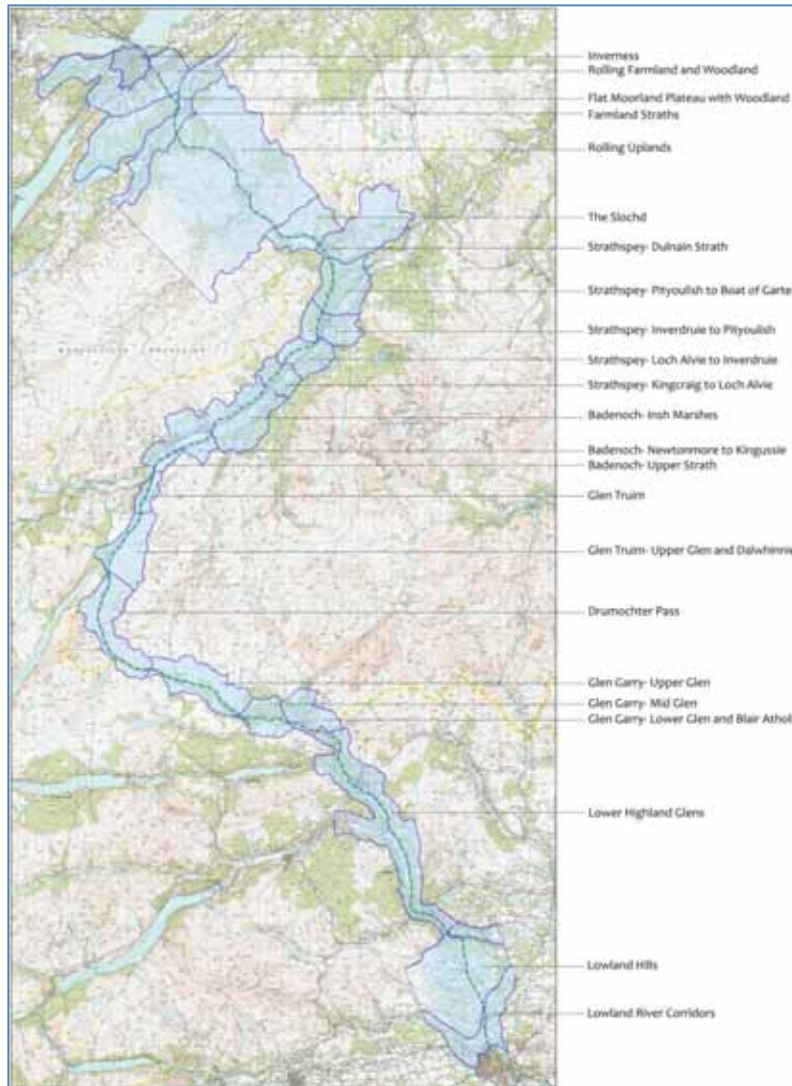 Inverness
Rolling Farmland and Woodland
Flat Moorland Plateau with Woodland
Farmland Straths
Rolling Uplands
The Slochd
Strathspey- Dulnain Strath
Strathspey- Pityoulish to Boat of Garte
Strathspey- Inverdruie to Pityoulish
Strathspey- Loch Alvie to Inverdruie
Strathspey- Kingcraig to Loch Alvie
Badenoch- Insh Marshes
Badenoch- Newtonmore to Kingussie
Badenoch- Upper Strath
Glen Truim
Glen Truim- Upper Glen and Dalwhinnie
Drumochter Pass
Glen Garry- Upper Glen
Glen Garry- Mid Glen
Glen Garry- Lower Glen and Blair Atholl
Lower Highland Glens
Lowland Hills
Lowland River Corridors